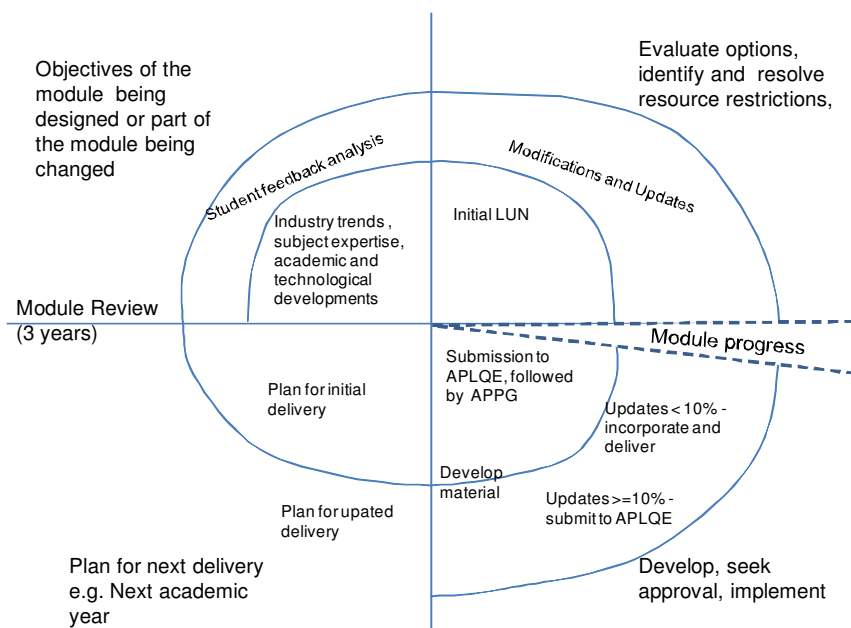 Objectives of the
module being
designed or part of
the module being
changed
Evaluate options,
identify and resolve
resource restrictions,
Student feedback analysis
Modifications and Updates
Industry trends ,
subject expertise,
academic and
technological
developments
Initial LUN
Module Review
(3 years)
Module progress
Plan for initial
delivery
Submission to
APLQE, followed
by APPG
Updates < 10% -
incorporate and
deliver
Develop
material
Plan for upated
delivery
Updates >=10% -
submit to APLQE
Plan for next delivery
e.g. Next academic
year
Develop, seek
approval, implement